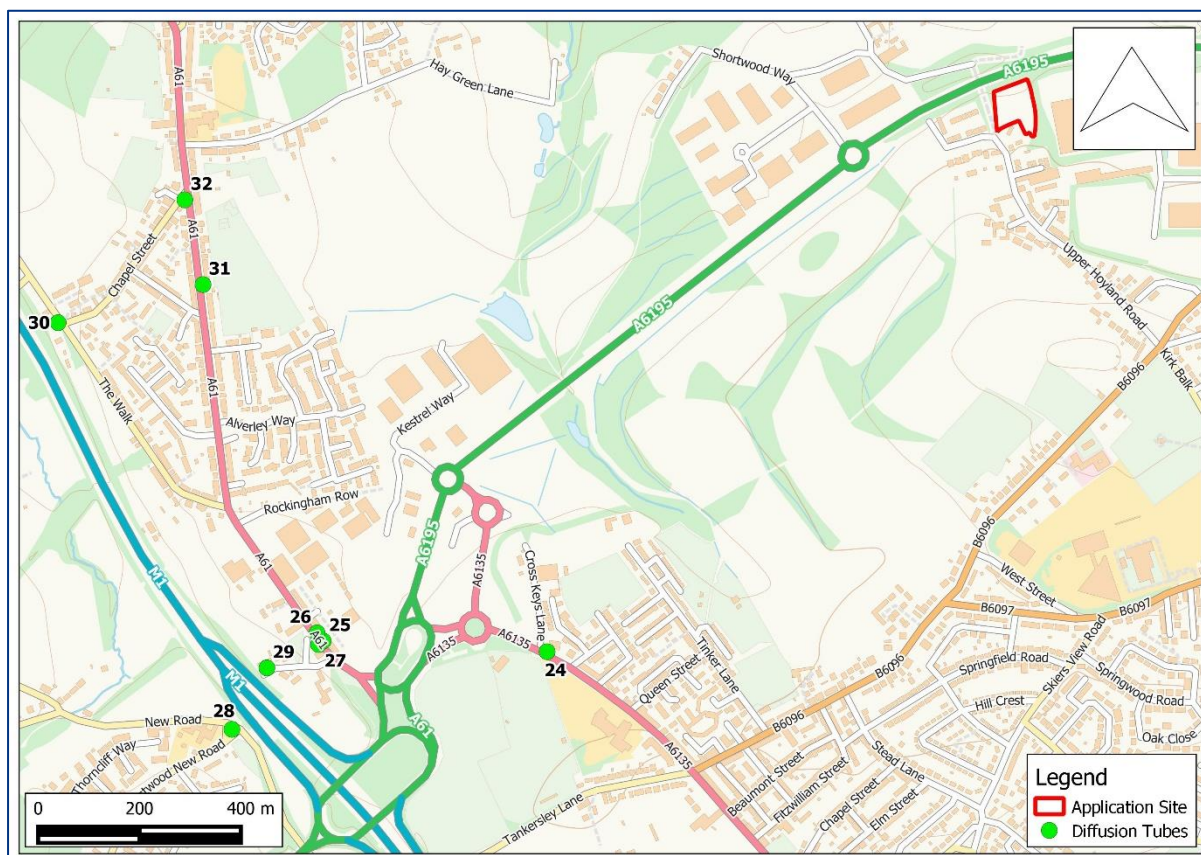 A61
Hay Green Lane
Shortwood Way
A6195
32
A61
Chapel Street
31
30
A6195
Upper Hoyland Road
Kirk Balk
B6096
The Walk
A61
Alverley Way
Kestrel Way
Rockingham Row
M1
A61
A6195
A6135
Cross Keys Lane
B6096
West Street
B6097
B6097
26
25
A61
27
29
A6135
A6135
24
Tinker Lane
Queen Street
B6096
Springfield Road
Skiers View Road
Springwood Road
M1
A61
28
New Road
Thorncliff Way
twood New Road
Hill Crest
Oak Close
A6135
Stead Lane
Beaumont Street
Fitzwilliam Street
Chapel Street
Elm Street
Tankersley Lane
0 200 400 m
Legend
Application Site
Diffusion Tubes